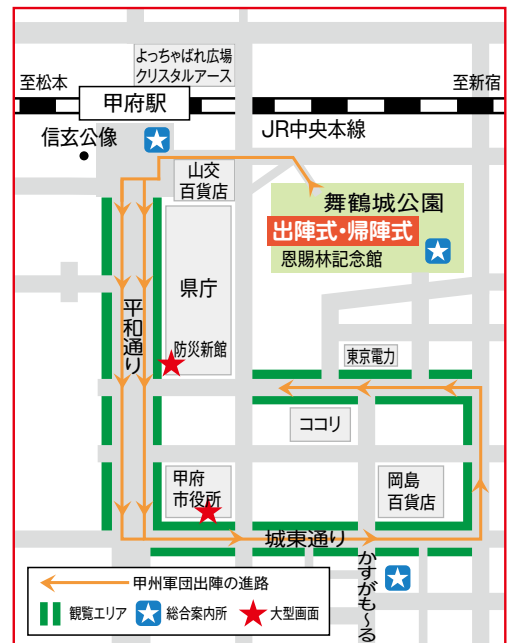 よっちゃばれ広場
クリスタルアース
至松本
至新宿
甲府駅
JR中央本線
信玄公像
山交
百貨店
舞鶴城公園
出陣式・帰陣式
恩賜林記念館
県庁
平和通り
防災新館
東京電力
ココリ
甲府
市役所
岡島
百貨店
城東通り
かすがも〜る
甲州軍団出陣の進路
観覧エリア
総合案内所
大型画面